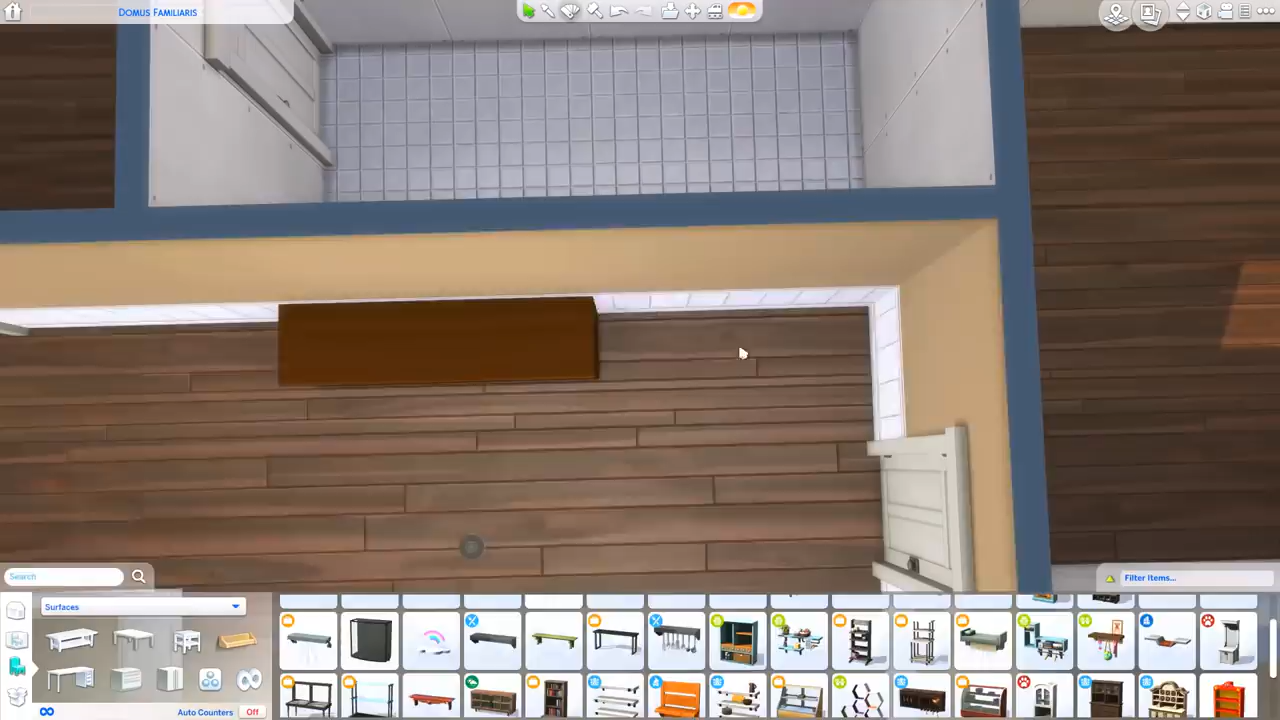 DOMUS FAMILIARIS
Search
Filter Items...
Surfaces
Auto Counters Off